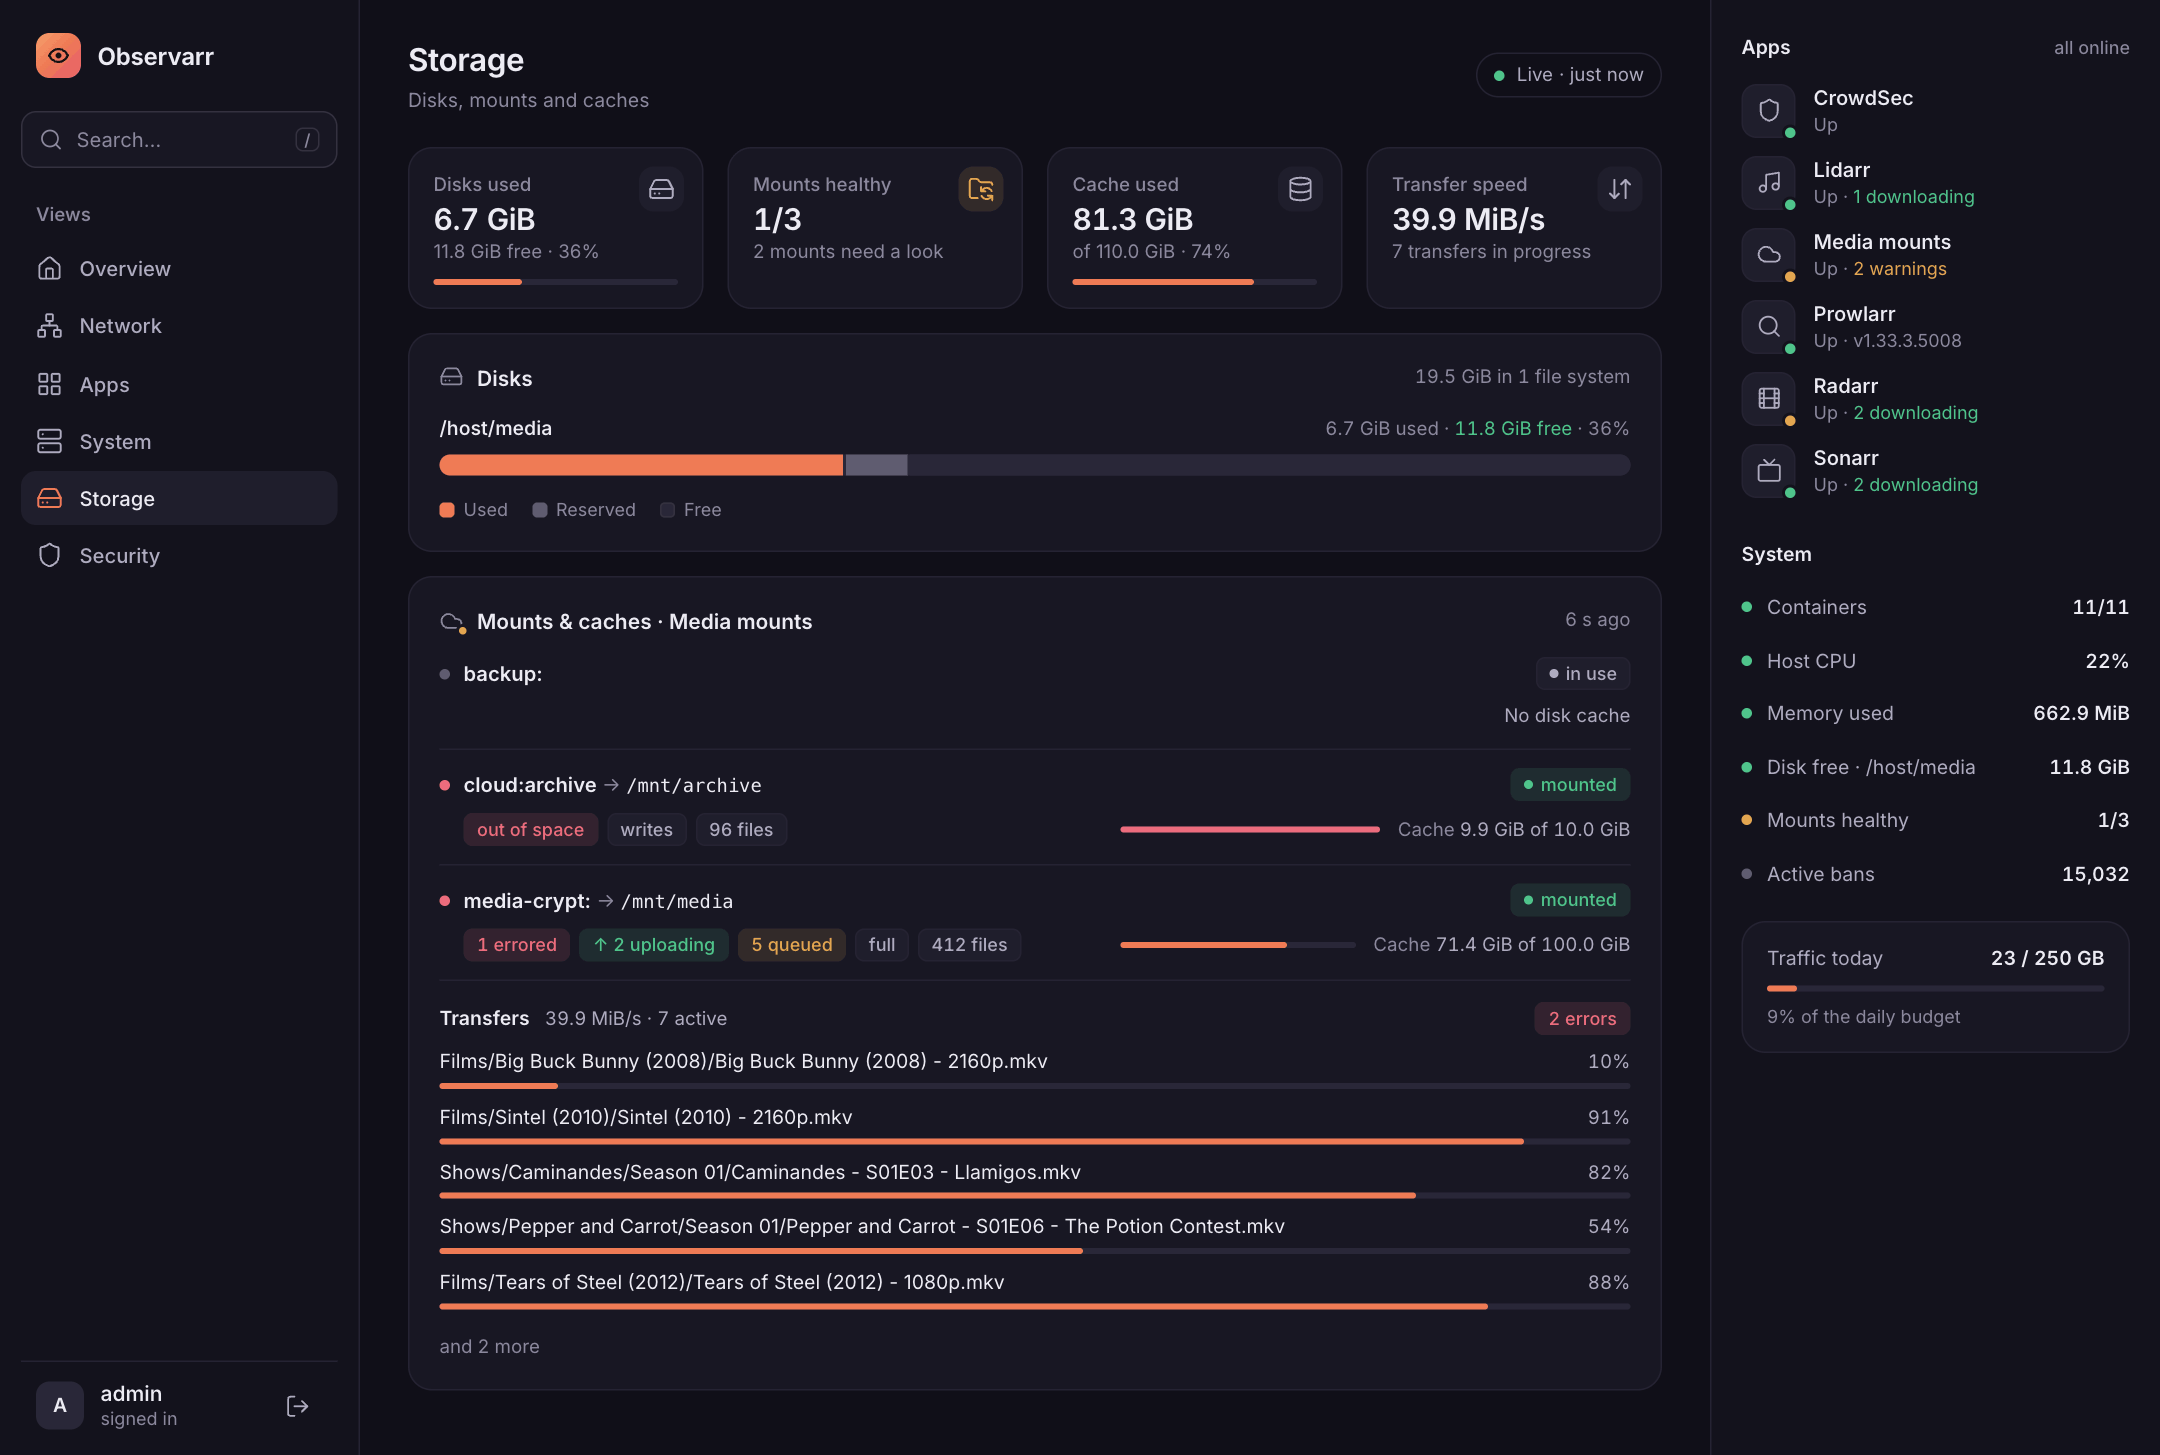 Observarr
Search...
/
Views
Overview
Network
Apps
System
Storage
Security
A
admin
signed in
Storage
Disks, mounts and caches
Live · just now
Disks used
6.7 GiB
11.8 GiB free · 36%
Mounts healthy
1/3
2 mounts need a look
Cache used
81.3 GiB
of 110.0 GiB · 74%
Transfer speed
39.9 MiB/s
7 transfers in progress
Disks
19.5 GiB in 1 file system
/host/media
6.7 GiB used · 11.8 GiB free · 36%
Used
Reserved
Free
Mounts & caches · Media mounts
6 s ago
backup:
in use
No disk cache
cloud:archive → /mnt/archive
mounted
out of space
writes
96 files
Cache 9.9 GiB of 10.0 GiB
media-crypt: → /mnt/media
mounted
1 errored
↑ 2 uploading
5 queued
full
412 files
Cache 71.4 GiB of 100.0 GiB
Transfers 39.9 MiB/s · 7 active
2 errors
Films/Big Buck Bunny (2008)/Big Buck Bunny (2008) - 2160p.mkv
10%
Films/Sintel (2010)/Sintel (2010) - 2160p.mkv
91%
Shows/Caminandes/Season 01/Caminandes - S01E03 - Llamigos.mkv
82%
Shows/Pepper and Carrot/Season 01/Pepper and Carrot - S01E06 - The Potion Contest.mkv
54%
Films/Tears of Steel (2012)/Tears of Steel (2012) - 1080p.mkv
88%
and 2 more
Apps
all online
CrowdSec
Up
Lidarr
Up · 1 downloading
Media mounts
Up · 2 warnings
Prowlarr
Up · v1.33.3.5008
Radarr
Up · 2 downloading
Sonarr
Up · 2 downloading
System
Containers
11/11
Host CPU
22%
Memory used
662.9 MiB
Disk free · /host/media
11.8 GiB
Mounts healthy
1/3
Active bans
15,032
Traffic today
23 / 250 GB
9% of the daily budget